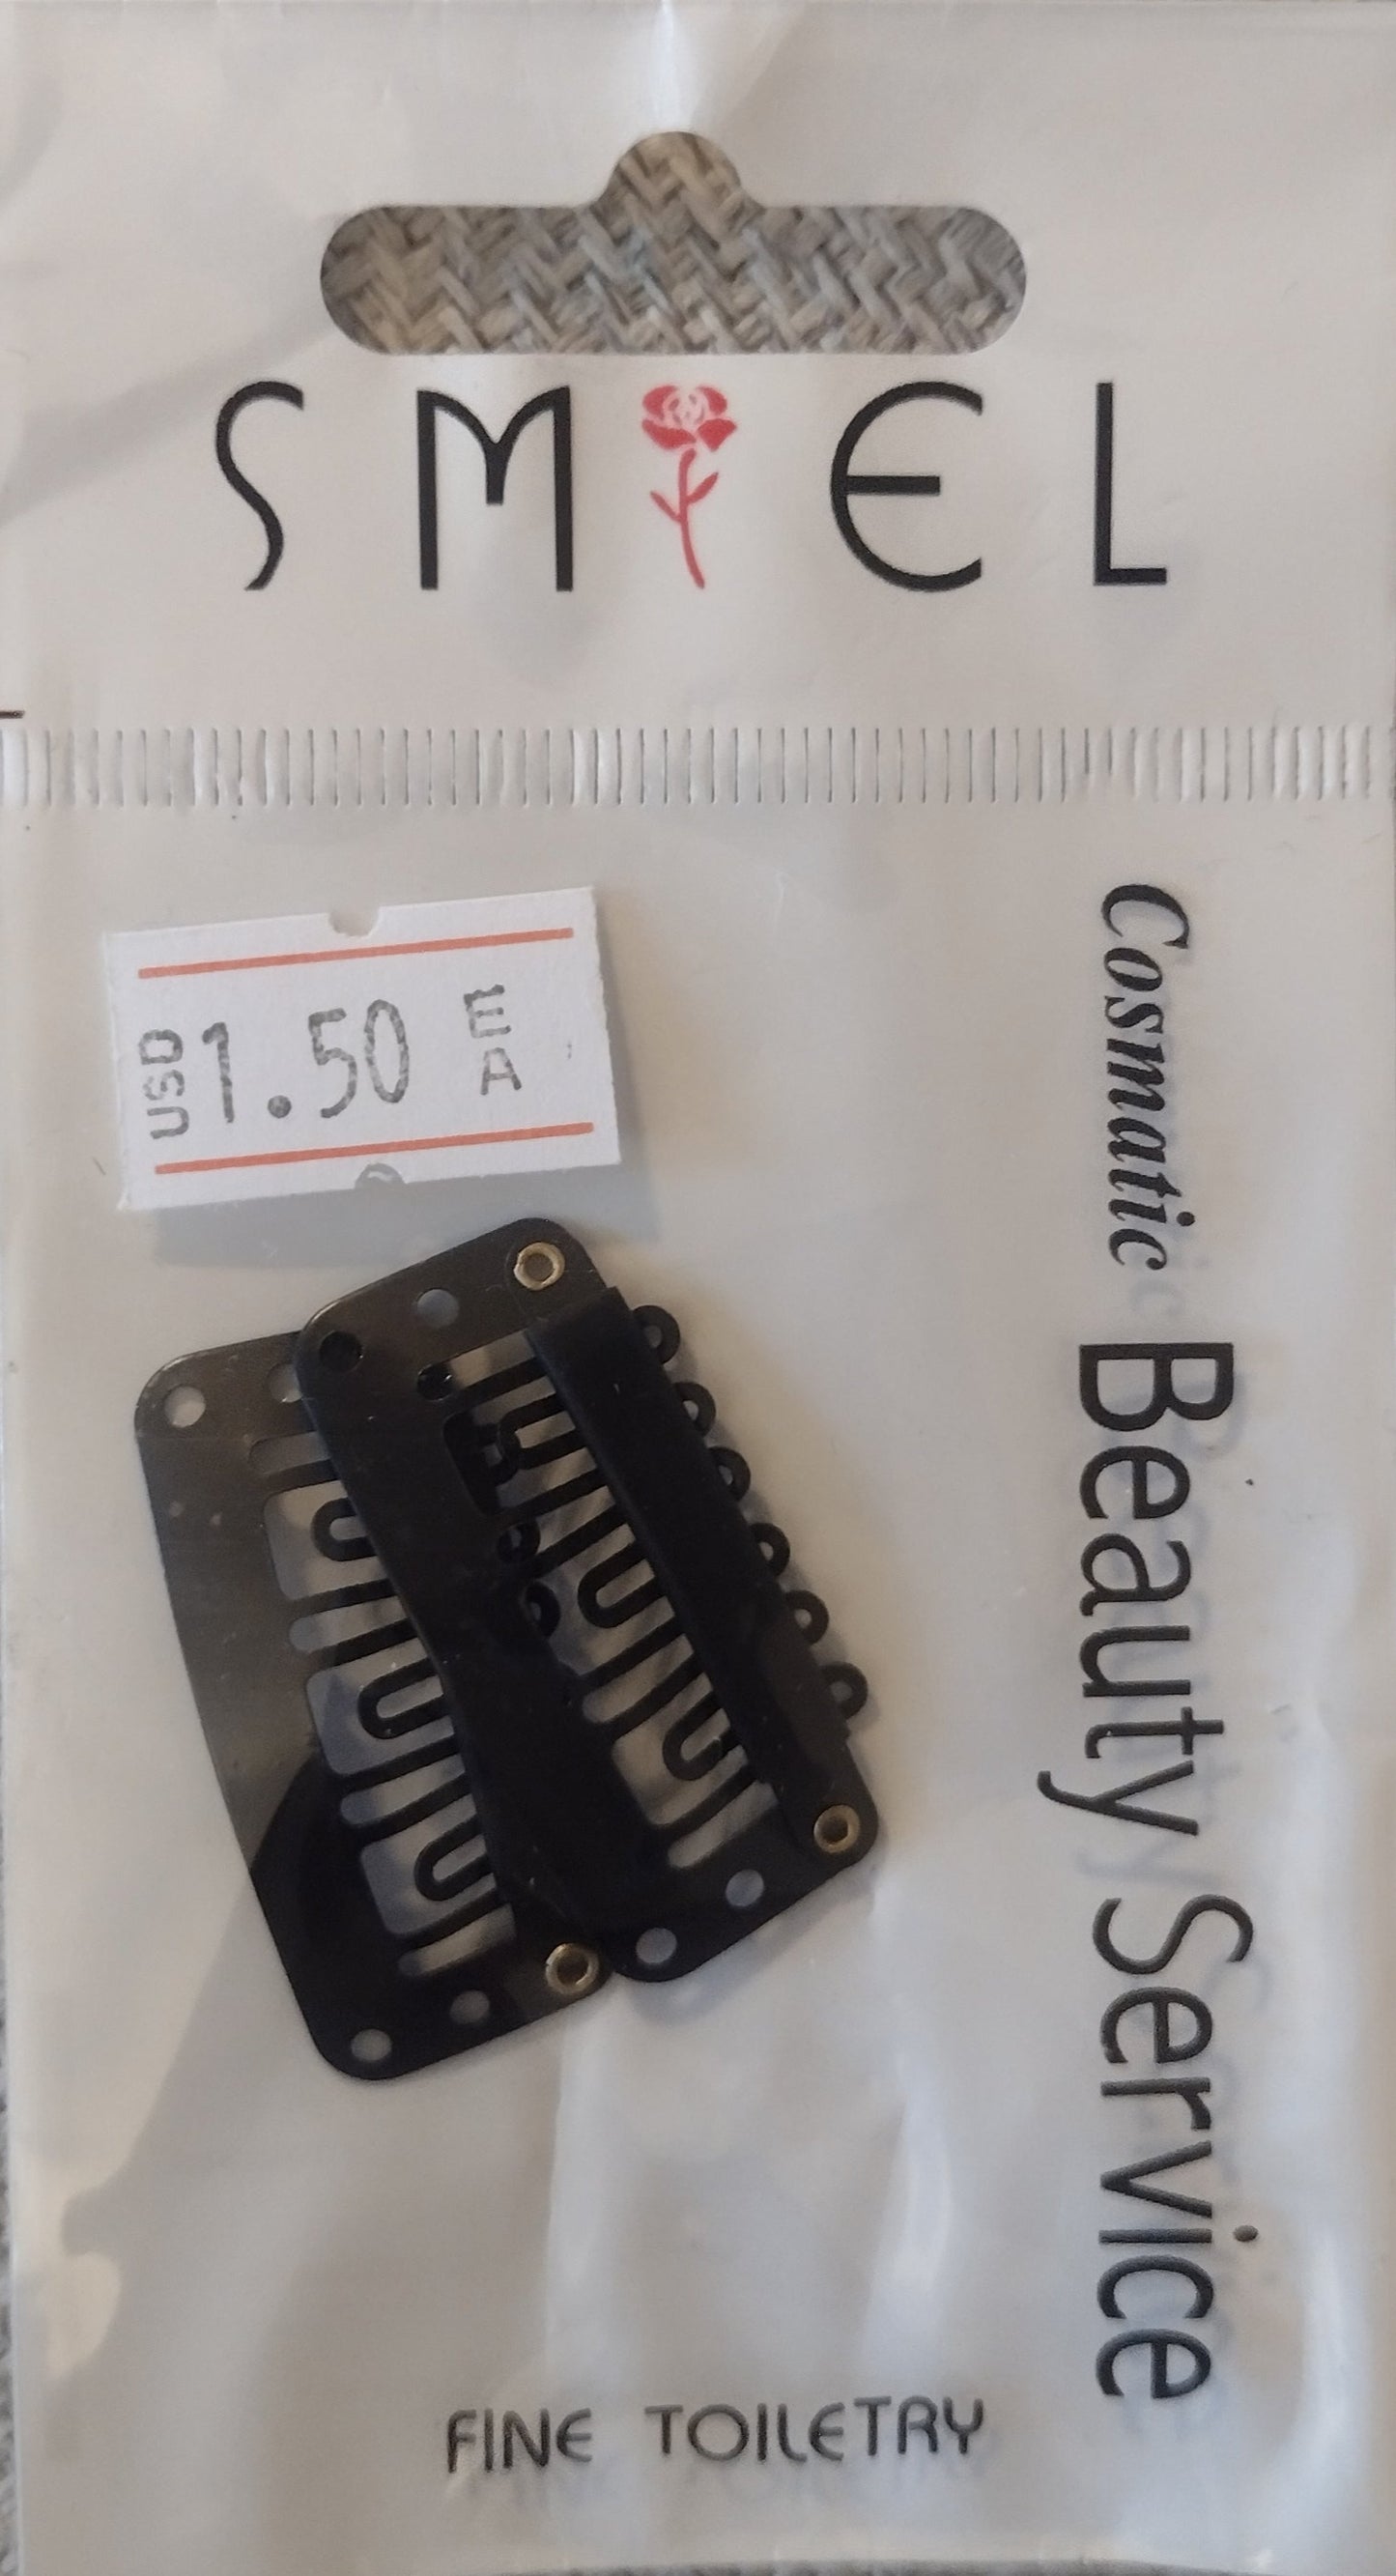 SMIEL
USD 1.50 EA
Cosmatic Beauty Service
FINE TOILETRY